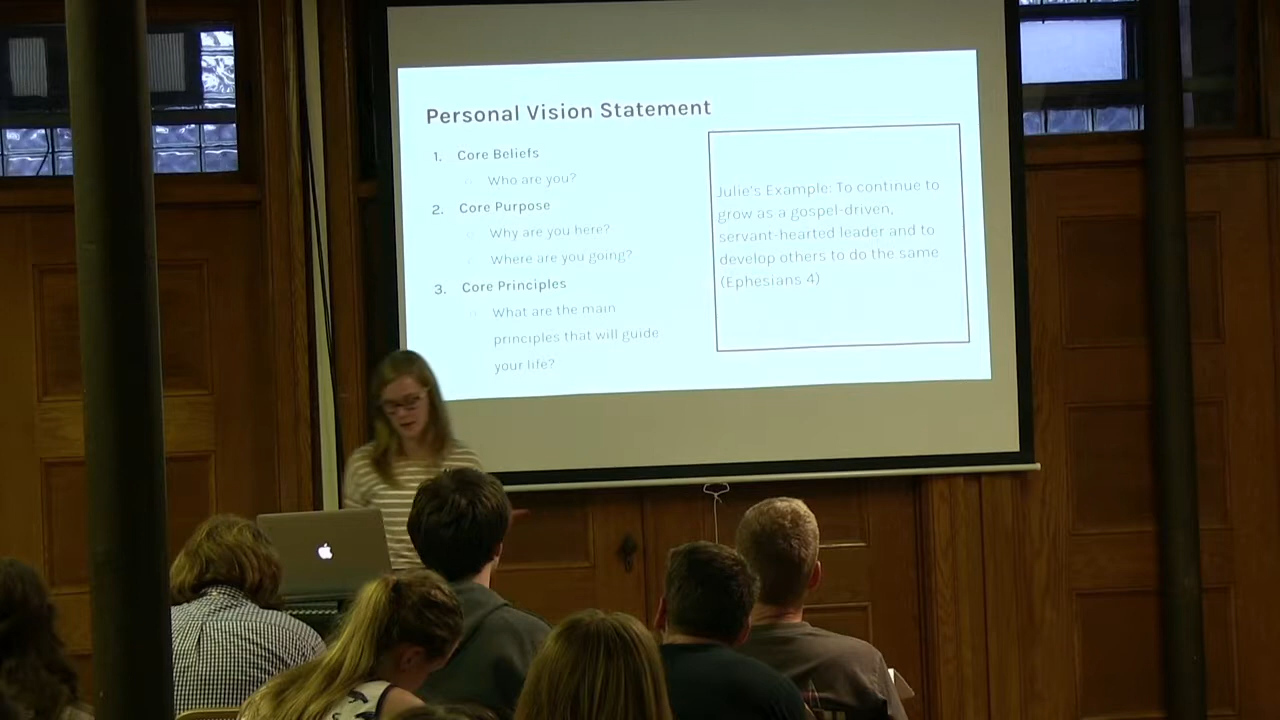 Personal Vision Statement
1. Core Beliefs
Who are you?
2. Core Purpose
Why are you here?
Where are you going?
3. Core Principles
What are the main
principles that will guide
your life?
Julie's Example: To continue to
grow as a gospel-driven,
servant-hearted leader and to
develop others to do the same
(Ephesians 4)